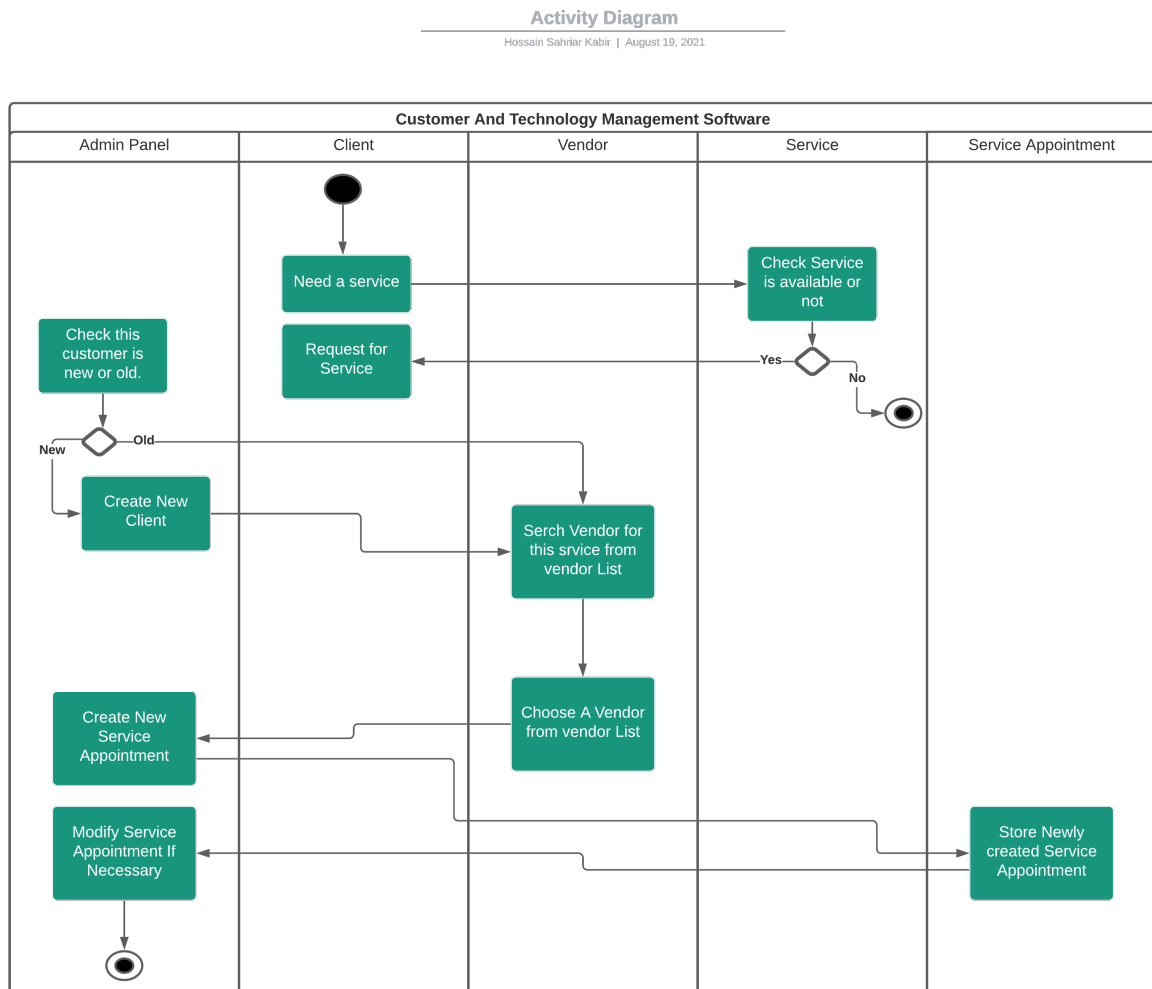 Activity Diagram
Hossain Sahriar Kabir | August 19, 2021
Customer And Technology Management Software
Admin Panel
Client
Vendor
Service
Service Appointment
Need a service
Check Service
is available or
not
Check this
customer is
new or old.
Request for
Service
Yes
No
New
Old
Create New
Client
Serch Vendor for
this srvice from
vendor List
Create New
Service
Appointment
Choose A Vendor
from vendor List
Modify Service
Appointment If
Necessary
Store Newly
created Service
Appointment